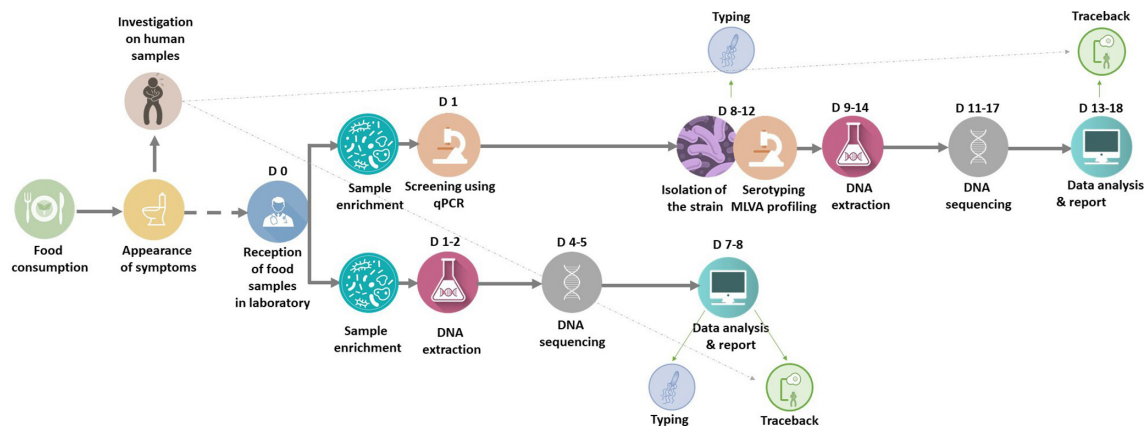 Investigation
on human
samples
Typing
Traceback
D 0
D 1
D 8-12
D 9-14
D 11-17
D 13-18
Food
consumption
Appearance
of symptoms
Reception
of food
samples
in laboratory
Sample
enrichment
Screening using
qPCR
Isolation of
the strain
Serotyping
MLVA profiling
DNA
extraction
DNA
sequencing
Data analysis
& report
D 1-2
D 4-5
D 7-8
Sample
enrichment
DNA
extraction
DNA
sequencing
Data analysis
& report
Typing
Traceback